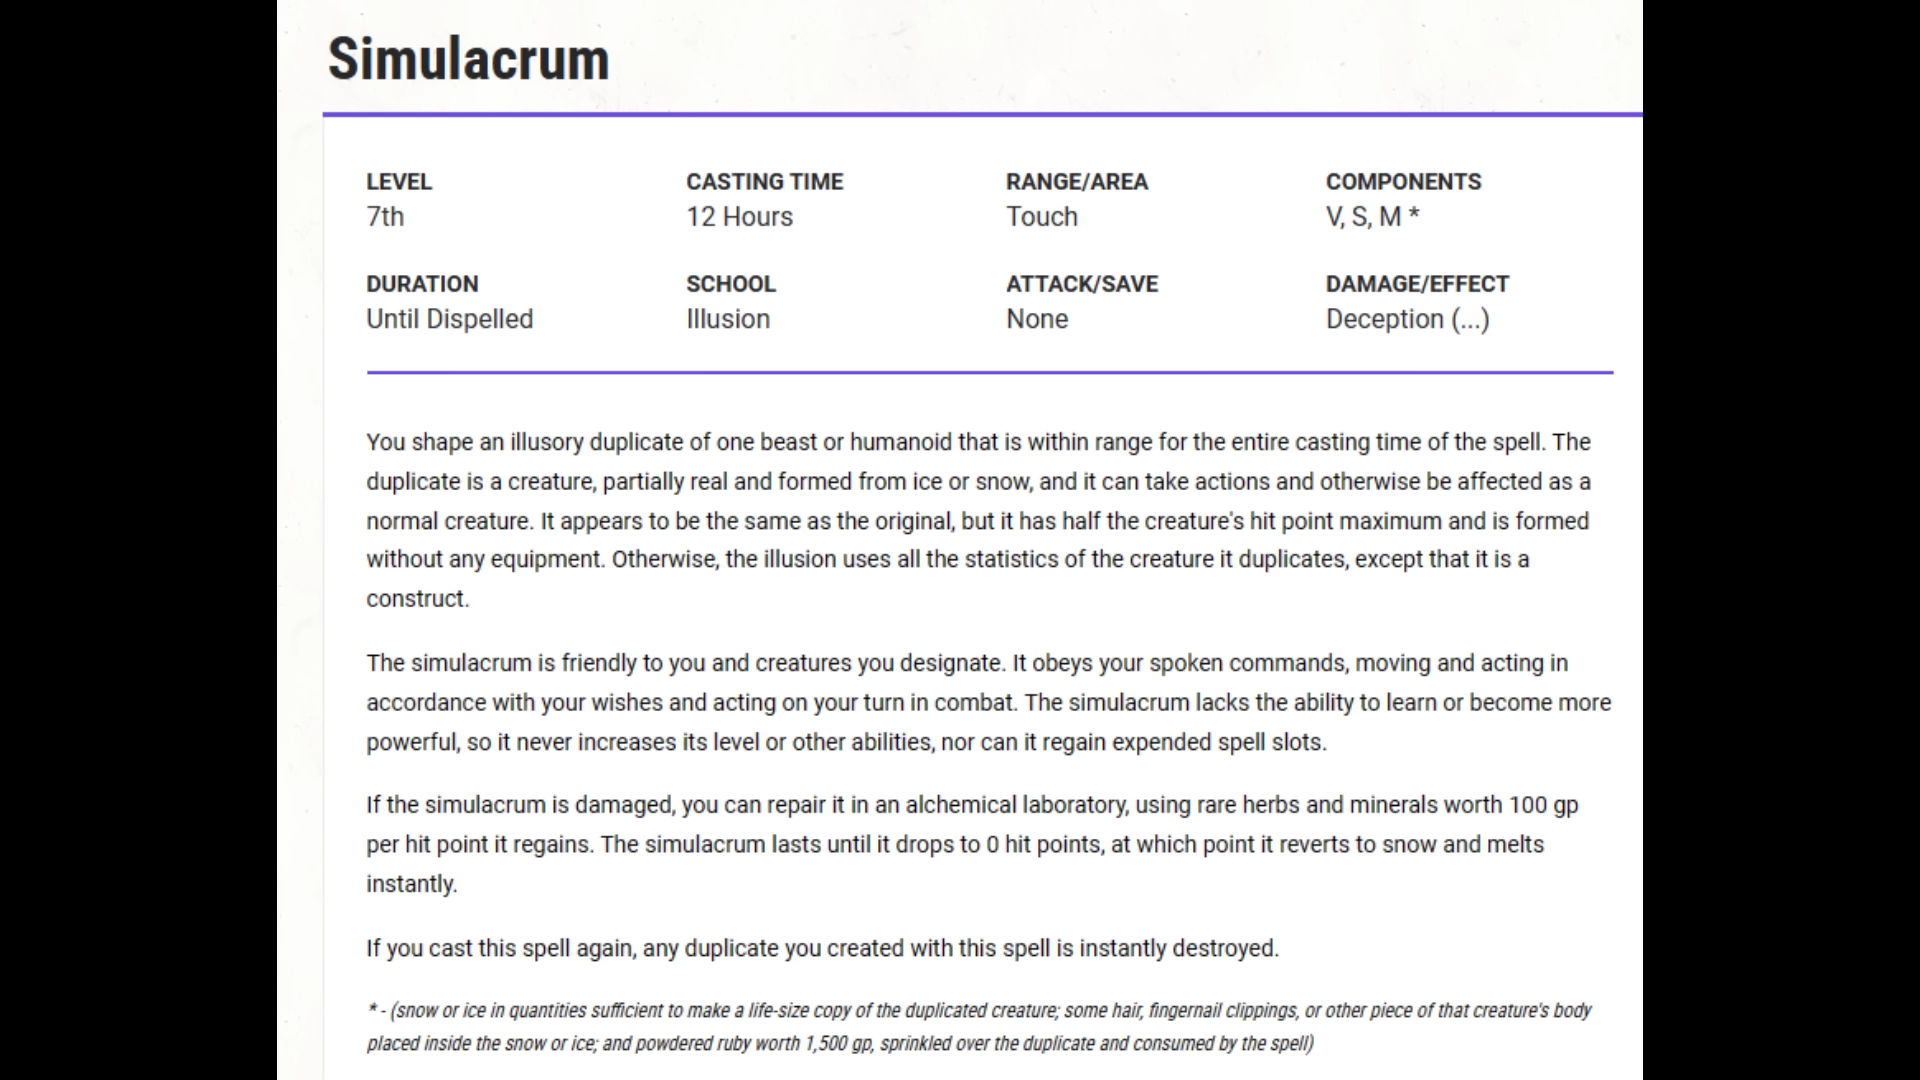 Simulacrum
LEVEL
7th
CASTING TIME
12 Hours
RANGE/AREA
Touch
COMPONENTS
V, S, M *
DURATION
Until Dispelled
SCHOOL
Illusion
ATTACK/SAVE
None
DAMAGE/EFFECT
Deception (...)
You shape an illusory duplicate of one beast or humanoid that is within range for the entire casting time of the spell. The
duplicate is a creature, partially real and formed from ice or snow, and it can take actions and otherwise be affected as a
normal creature. It appears to be the same as the original, but it has half the creature's hit point maximum and is formed
without any equipment. Otherwise, the illusion uses all the statistics of the creature it duplicates, except that it is a
construct.
The simulacrum is friendly to you and creatures you designate. It obeys your spoken commands, moving and acting in
accordance with your wishes and acting on your turn in combat. The simulacrum lacks the ability to learn or become more
powerful, so it never increases its level or other abilities, nor can it regain expended spell slots.
If the simulacrum is damaged, you can repair it in an alchemical laboratory, using rare herbs and minerals worth 100 gp
per hit point it regains. The simulacrum lasts until it drops to 0 hit points, at which point it reverts to snow and melts
instantly.
If you cast this spell again, any duplicate you created with this spell is instantly destroyed.
* - (snow or ice in quantities sufficient to make a life-size copy of the duplicated creature; some hair, fingernail clippings, or other piece of that creature's body
placed inside the snow or ice; and powdered ruby worth 1,500 gp, sprinkled over the duplicate and consumed by the spell)